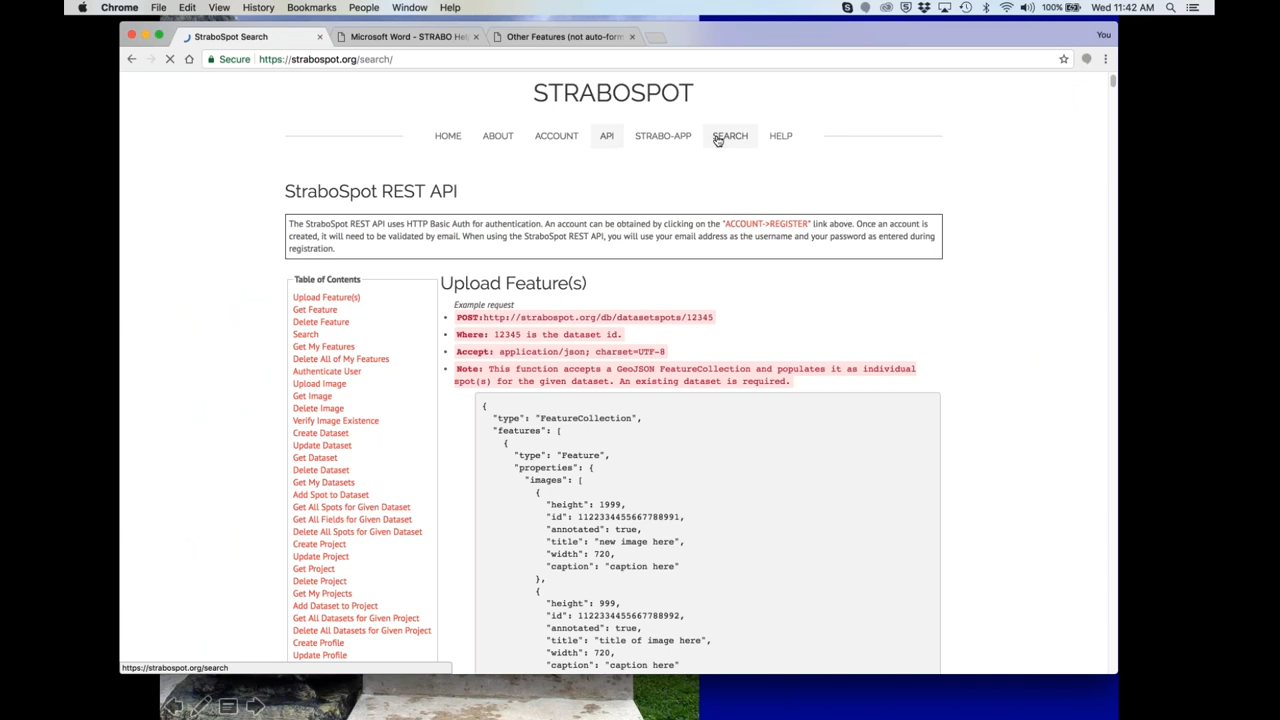 Chrome File Edit View History Bookmarks People Window Help 100% Wed 11:42 AM
StraboSpot Search × Microsoft Word - STRABO Hel × Other Features (not auto-form ×
You
Secure https://strabospot.org/search/
STRABOSPOT
HOME ABOUT ACCOUNT API STRABO-APP SEARCH HELP
StraboSpot REST API
The StraboSpot REST API uses HTTP Basic Auth for authentication. An account can be obtained by clicking on the "ACCOUNT->REGISTER" link above. Once an account is
created, it will need to be validated by email. When using the StraboSpot REST API, you will use your email address as the username and your password as entered during
registration.
Table of Contents
Upload Feature(s)
Get Feature
Delete Feature
Search
Get My Features
Delete All of My Features
Authenticate User
Upload Image
Get Image
Delete Image
Verify Image Existence
Create Dataset
Update Dataset
Get Dataset
Delete Dataset
Get My Datasets
Add Spot to Dataset
Get All Spots for Given Dataset
Get All Fields for Given Dataset
Delete All Spots for Given Dataset
Create Project
Update Project
Get Project
Delete Project
Get My Projects
Add Dataset to Project
Get All Datasets for Given Project
Delete All Datasets for Given Project
Create Profile
Update Profile
Upload Feature(s)
Example request
• POST:http://strabospot.org/db/datasetspots/12345
• Where: 12345 is the dataset id.
• Accept: application/json; charset=UTF-8
• Note: This function accepts a GeoJSON FeatureCollection and populates it as individual
spot(s) for the given dataset. An existing dataset is required.
{
"type": "FeatureCollection",
"features": [
{
"type": "Feature",
"properties": {
"images": [
{
"height": 1999,
"id": 1122334455667788991,
"annotated": true,
"title": "new image here",
"width": 720,
"caption": "caption here"
},
{
"height": 999,
"id": 1122334455667788992,
"annotated": true,
"title": "title of image here",
"width": 720,
"caption": "caption here"
https://strabospot.org/search